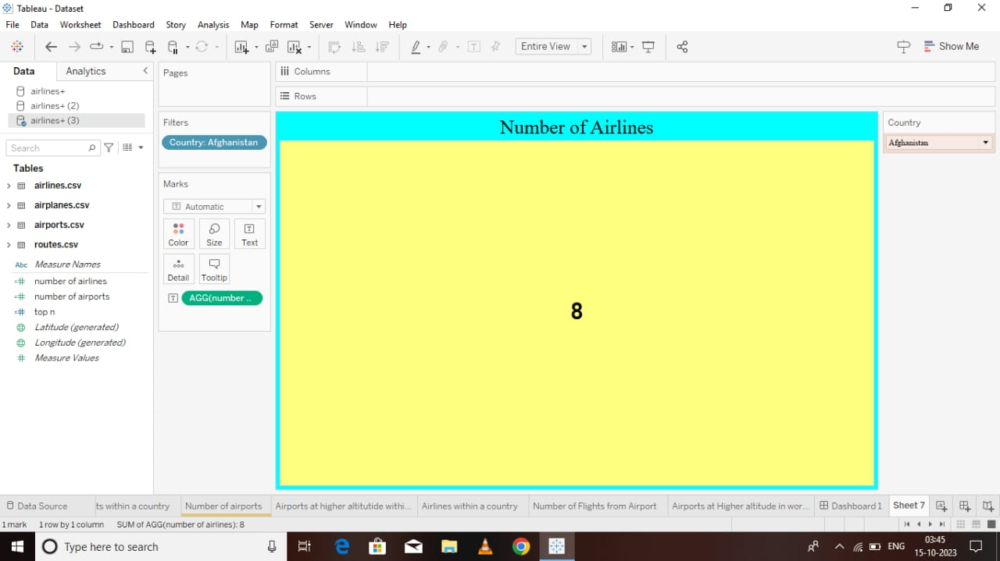 Tableau - Dataset
File Data Worksheet Dashboard Story Analysis Map Format Server Window Help
Entire View
Show Me
Data Analytics
airlines+
airlines+ (2)
airlines+ (3)
Search
Tables
airlines.csv
airplanes.csv
airports.csv
routes.csv
Abc Measure Names
number of airlines
number of airports
top n
Latitude (generated)
Longitude (generated)
Measure Values
Pages
Filters
Country: Afghanistan
Marks
Automatic
Color Size Text
Detail Tooltip
AGG(number ..
Columns
Rows
Number of Airlines
8
Country
Afghanistan
Data Source ts within a country Number of airports Airports at higher altitutide withi... Airlines within a country Number of Flights from Airport Airports at Higher altitude in wor... Dashboard 1 Sheet 7
1 mark 1 row by 1 column SUM of AGG(number of airlines): 8
Type here to search
ENG
03:45
15-10-2023